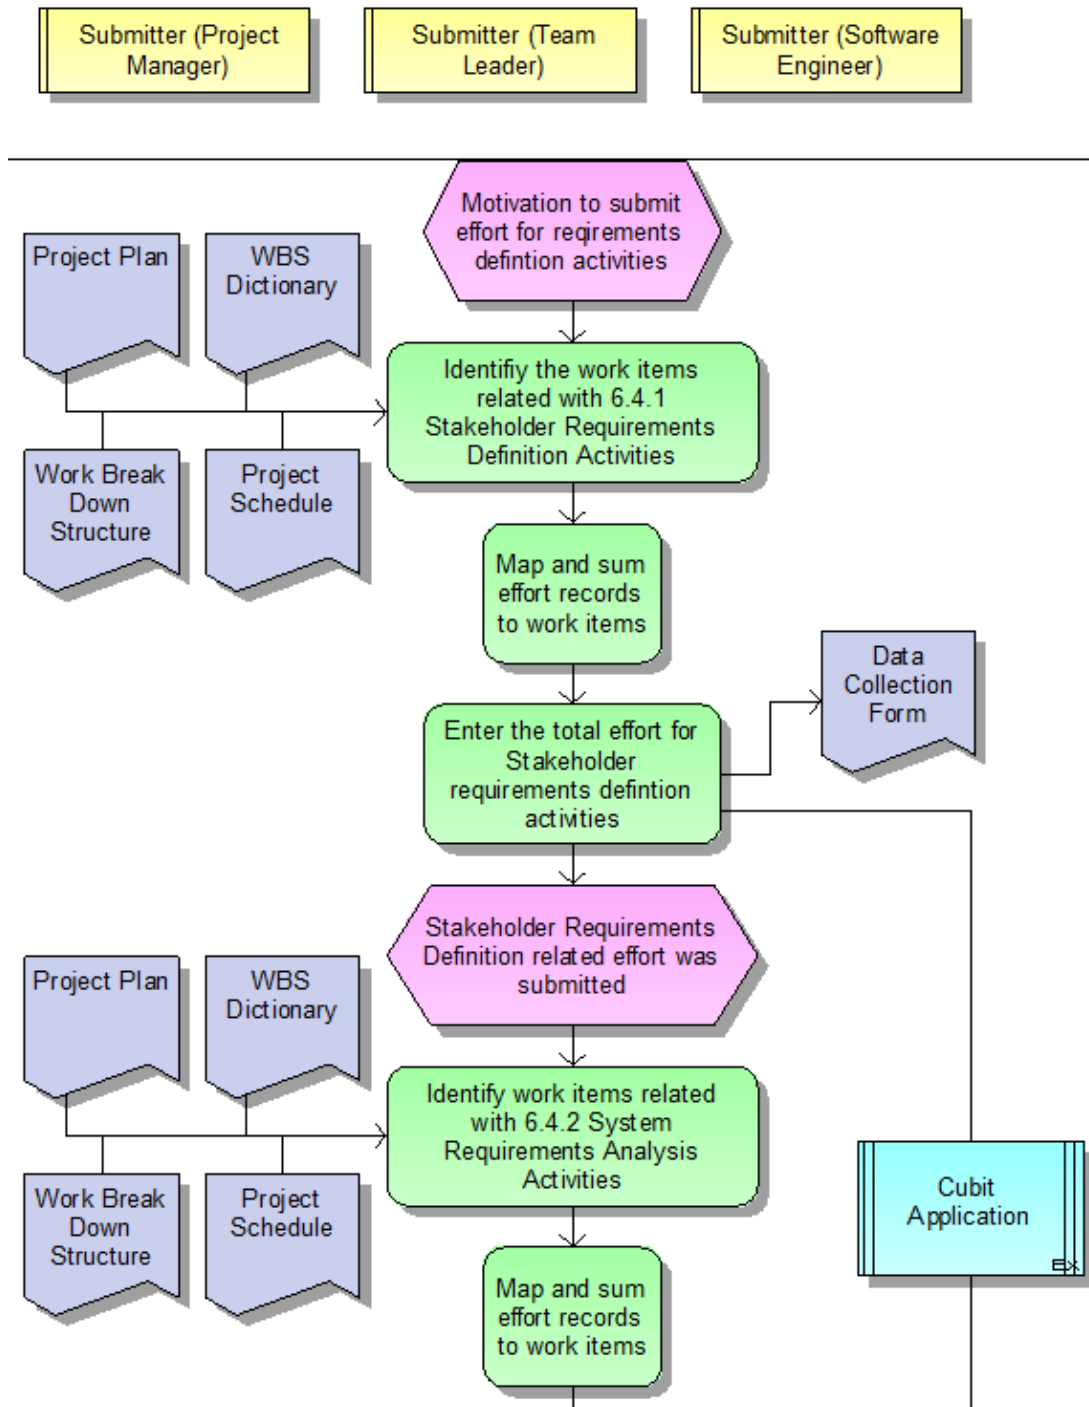 Submitter (Project
Manager)
Submitter (Team
Leader)
Submitter (Software
Engineer)
Motivation to submit
effort for reqirements
defintion activities
Project Plan
WBS
Dictionary
Identifiy the work items
related with 6.4.1
Stakeholder Requirements
Definition Activities
Work Break
Down
Structure
Project
Schedule
Map and sum
effort records
to work items
Data
Collection
Form
Enter the total effort for
Stakeholder
requirements defintion
activities
Stakeholder Requirements
Definition related effort was
submitted
Project Plan
WBS
Dictionary
Identify work items related
with 6.4.2 System
Requirements Analysis
Activities
Work Break
Down
Structure
Project
Schedule
Cubit
Application
Map and sum
effort records
to work items